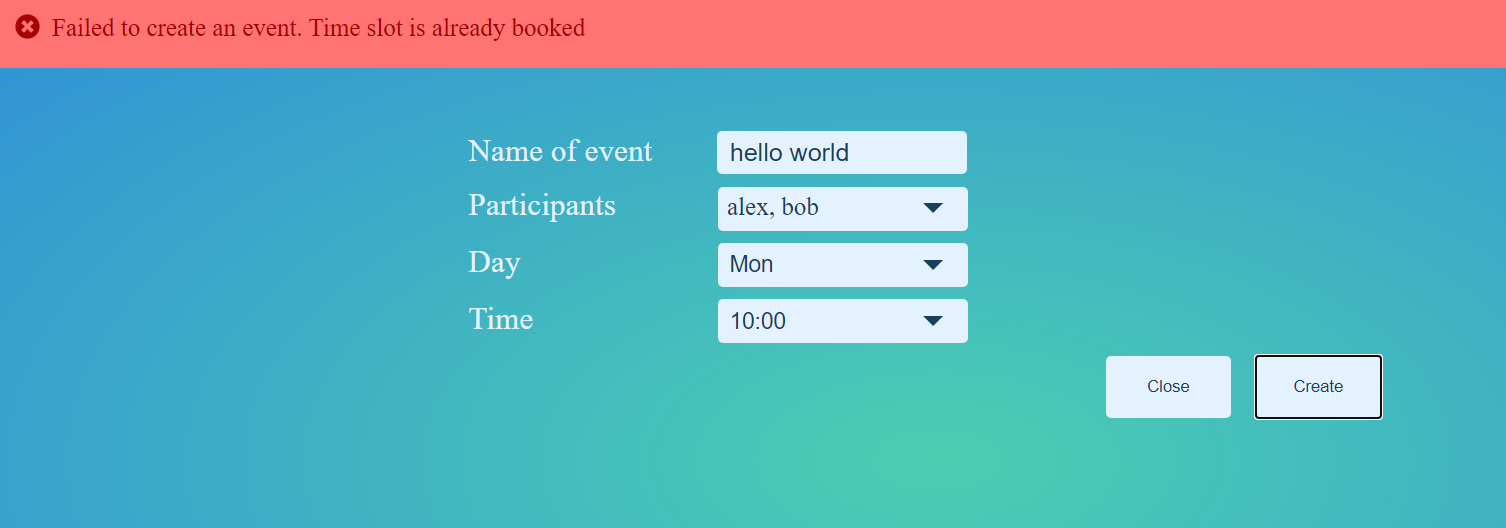 Failed to create an event. Time slot is already booked
Name of event hello world
Participants alex, bob
Day Mon
Time 10:00
Close Create